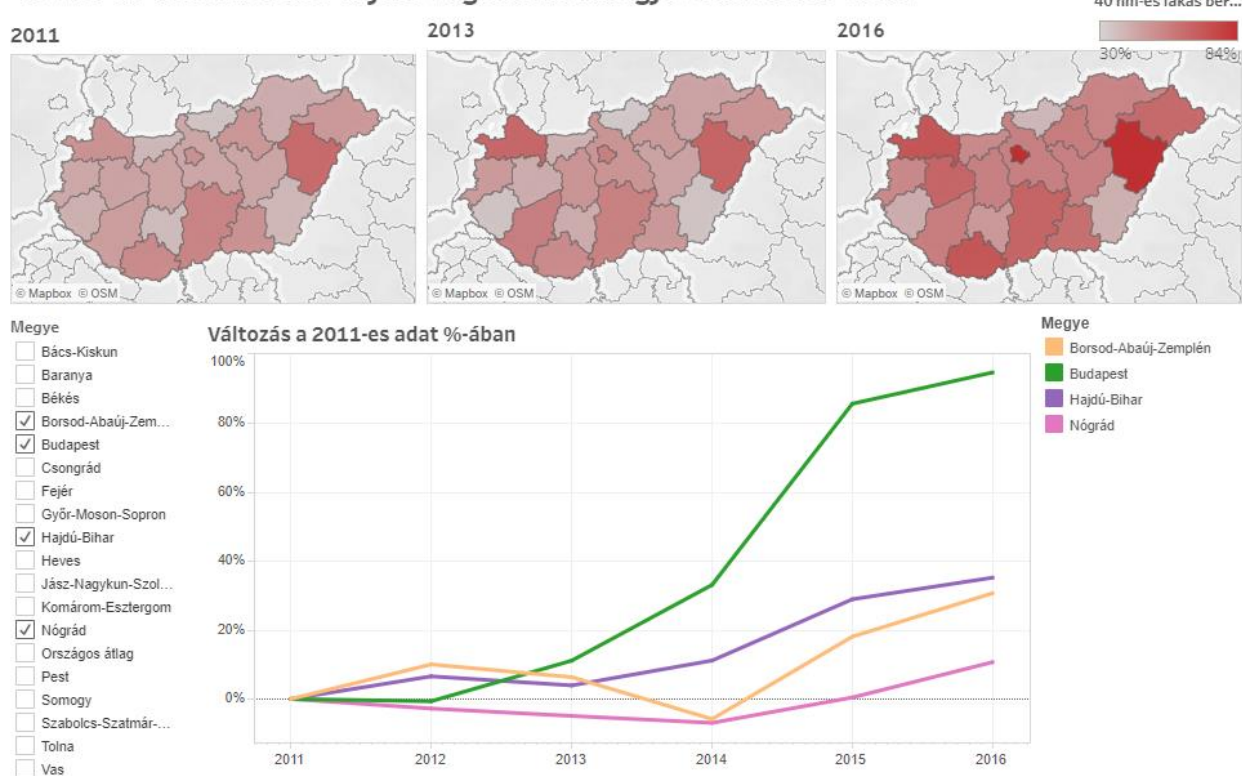 40 nm-es lakás bér...
2011
2013
2016
30%
84%
© Mapbox © OSM
© Mapbox © OSM
© Mapbox © OSM
Megye
Bács-Kiskun
Baranya
Békés
Borsod-Abaúj-Zem...
Budapest
Csongrád
Fejér
Győr-Moson-Sopron
Hajdú-Bihar
Heves
Jász-Nagykun-Szol...
Komárom-Esztergom
Nógrád
Országos átlag
Pest
Somogy
Szabolcs-Szatmár-...
Tolna
Vas
Változás a 2011-es adat %-ában
100%
80%
60%
40%
20%
0%
2011
2012
2013
2014
2015
2016
Megye
Borsod-Abaúj-Zemplén
Budapest
Hajdú-Bihar
Nógrád